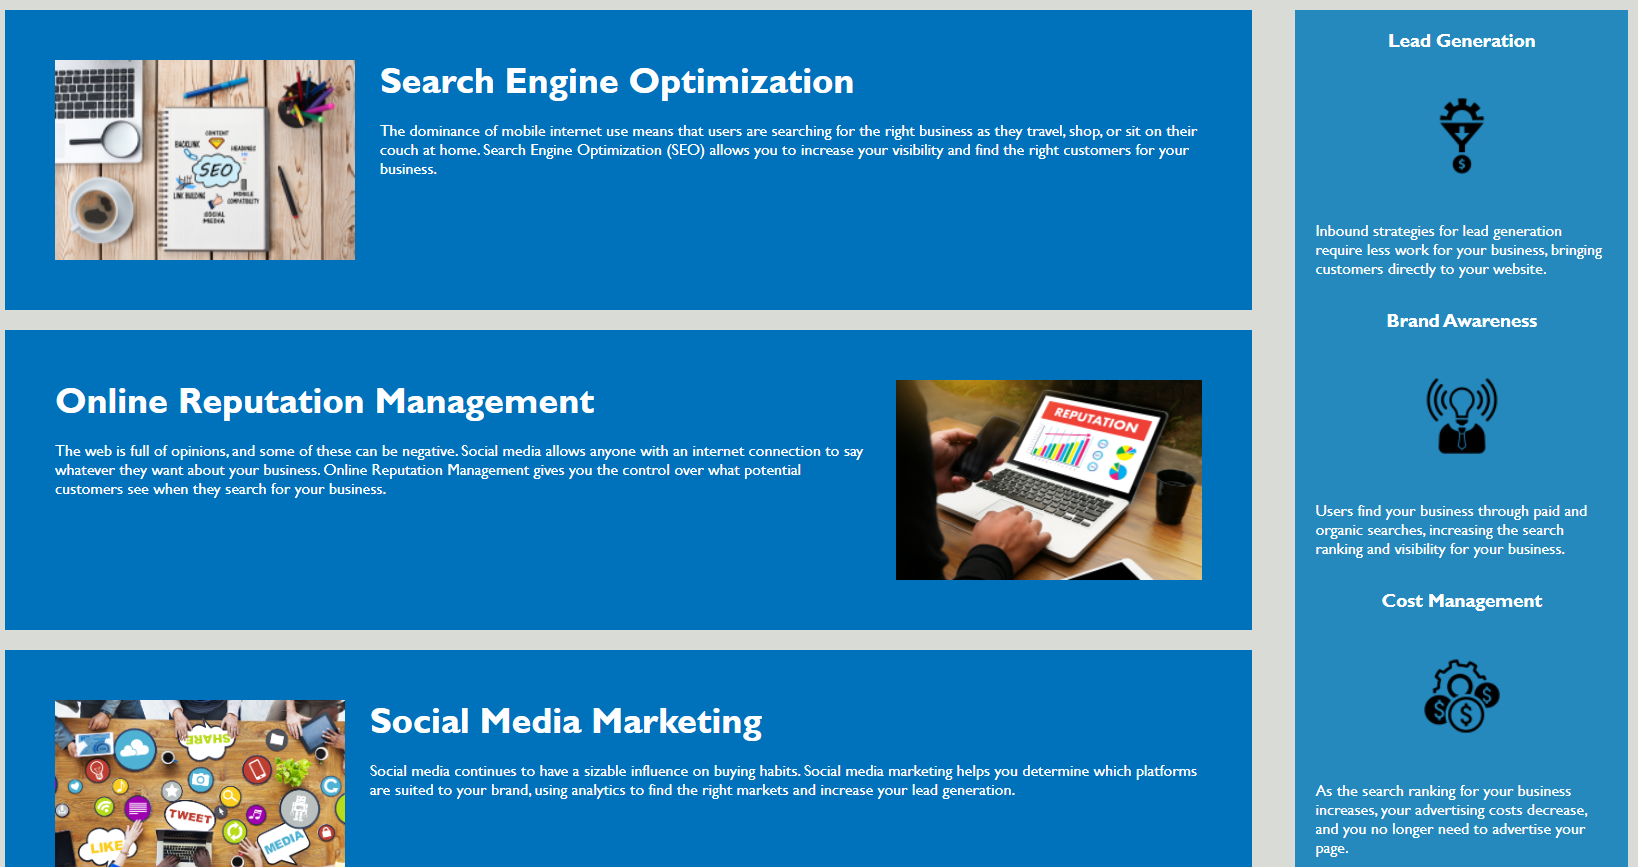 Search Engine Optimization
The dominance of mobile internet use means that users are searching for the right business as they travel, shop, or sit on their
couch at home. Search Engine Optimization (SEO) allows you to increase your visibility and find the right customers for your
business.
CONTENT
BACKLINK
HEADINGS
SEO
LINK BUILDING
MOBILE
COMPATIBILITY
SOCIAL
MEDIA
Online Reputation Management
The web is full of opinions, and some of these can be negative. Social media allows anyone with an internet connection to say
whatever they want about your business. Online Reputation Management gives you the control over what potential
customers see when they search for your business.
REPUTATION
Social Media Marketing
Social media continues to have a sizable influence on buying habits. Social media marketing helps you determine which platforms
are suited to your brand, using analytics to find the right markets and increase your lead generation.
SHARE
TWEET
LIKE
MEDIA
Lead Generation
Inbound strategies for lead generation
require less work for your business, bringing
customers directly to your website.
Brand Awareness
Users find your business through paid and
organic searches, increasing the search
ranking and visibility for your business.
Cost Management
As the search ranking for your business
increases, your advertising costs decrease,
and you no longer need to advertise your
page.